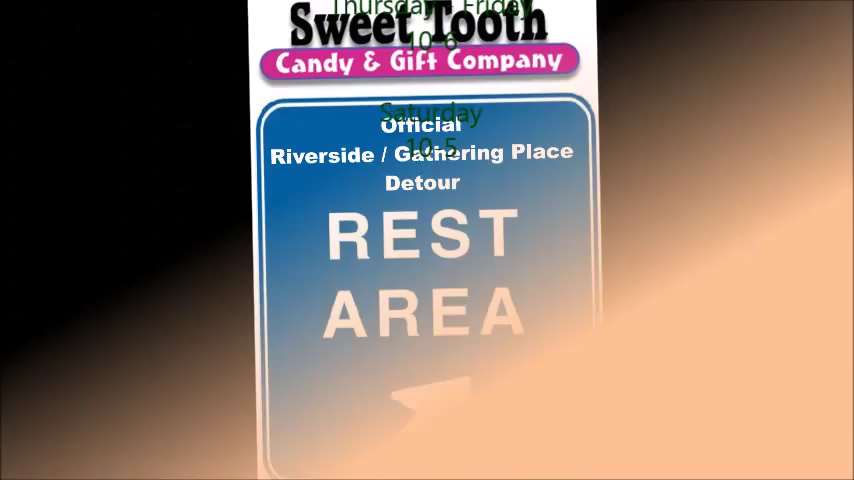 Thursday - Friday
Sweet Tooth
10-6
Candy & Gift Company
Saturday
Official
10-5
Riverside / Gathering Place
Detour
REST
AREA